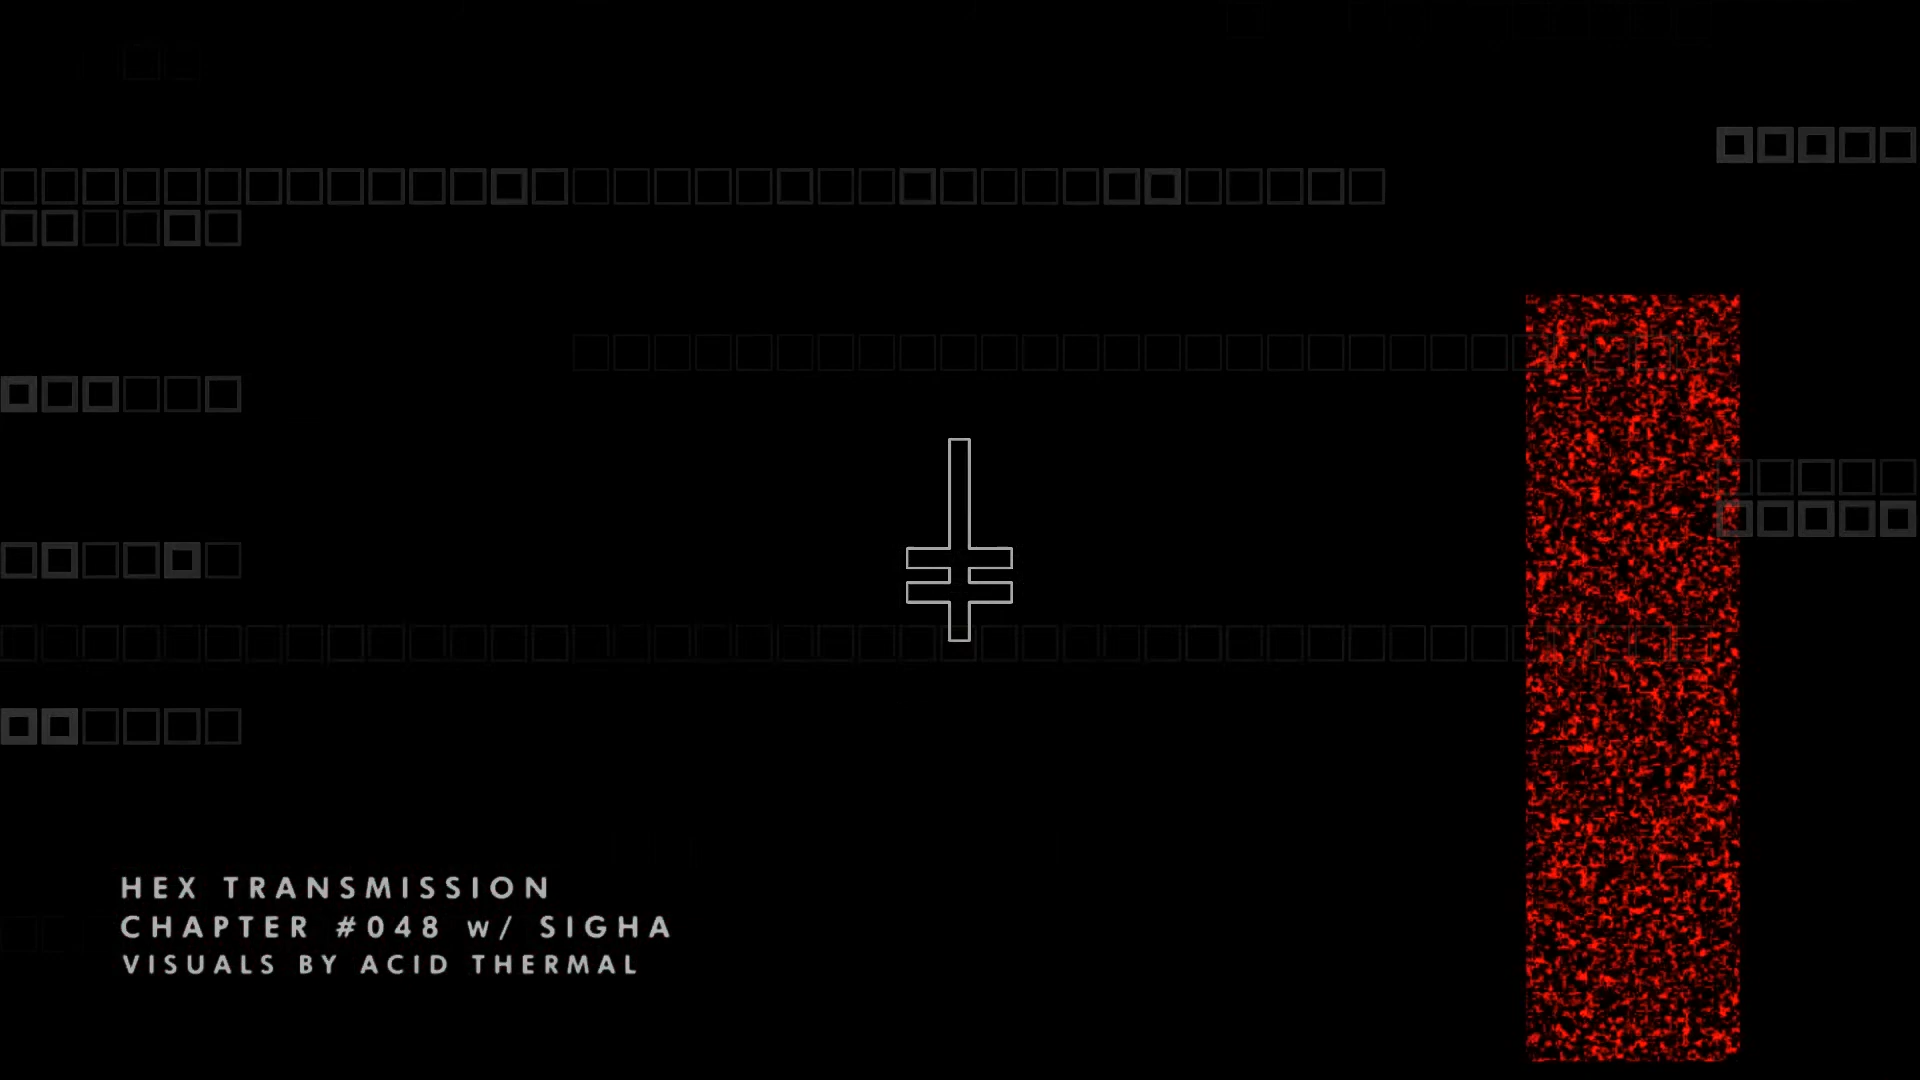 HEX TRANSMISSION
CHAPTER #048 w/ SIGHA
VISUALS BY ACID THERMAL